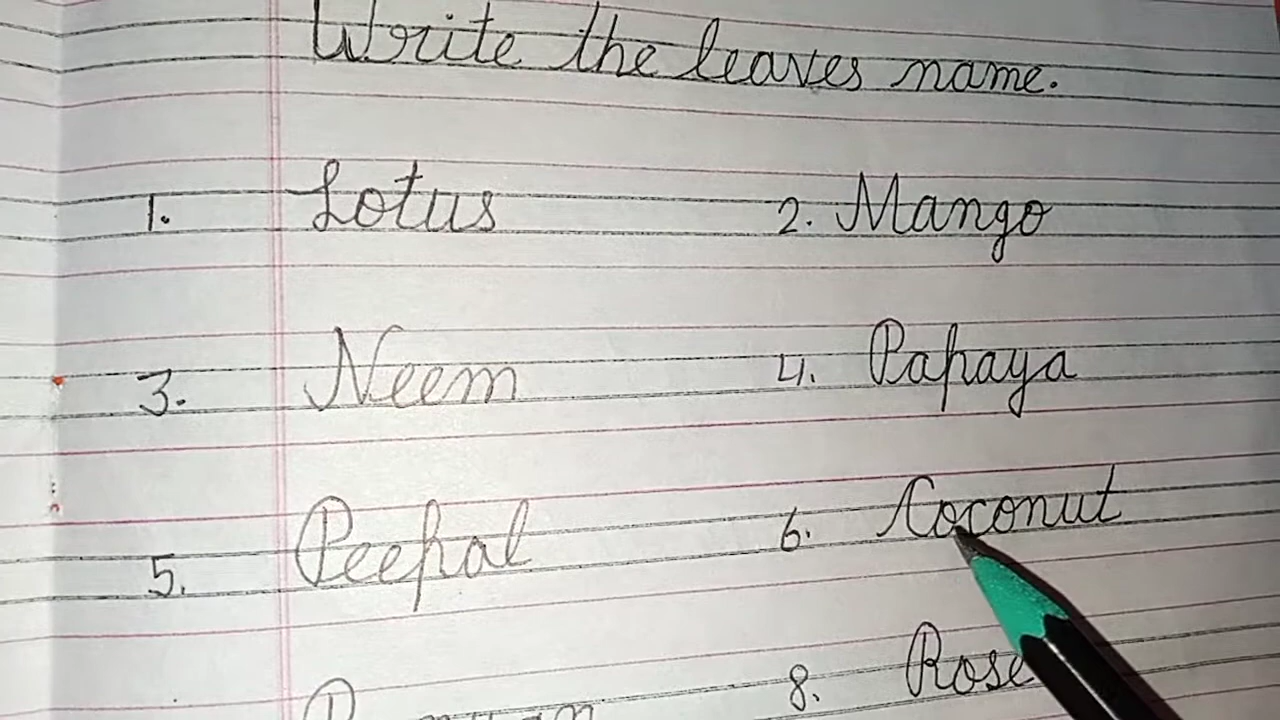 Write the leaves name.
1. Lotus 2. Mango
3. Neem 4. Papaya
5. Peepal 6. Coconut
8. Rose